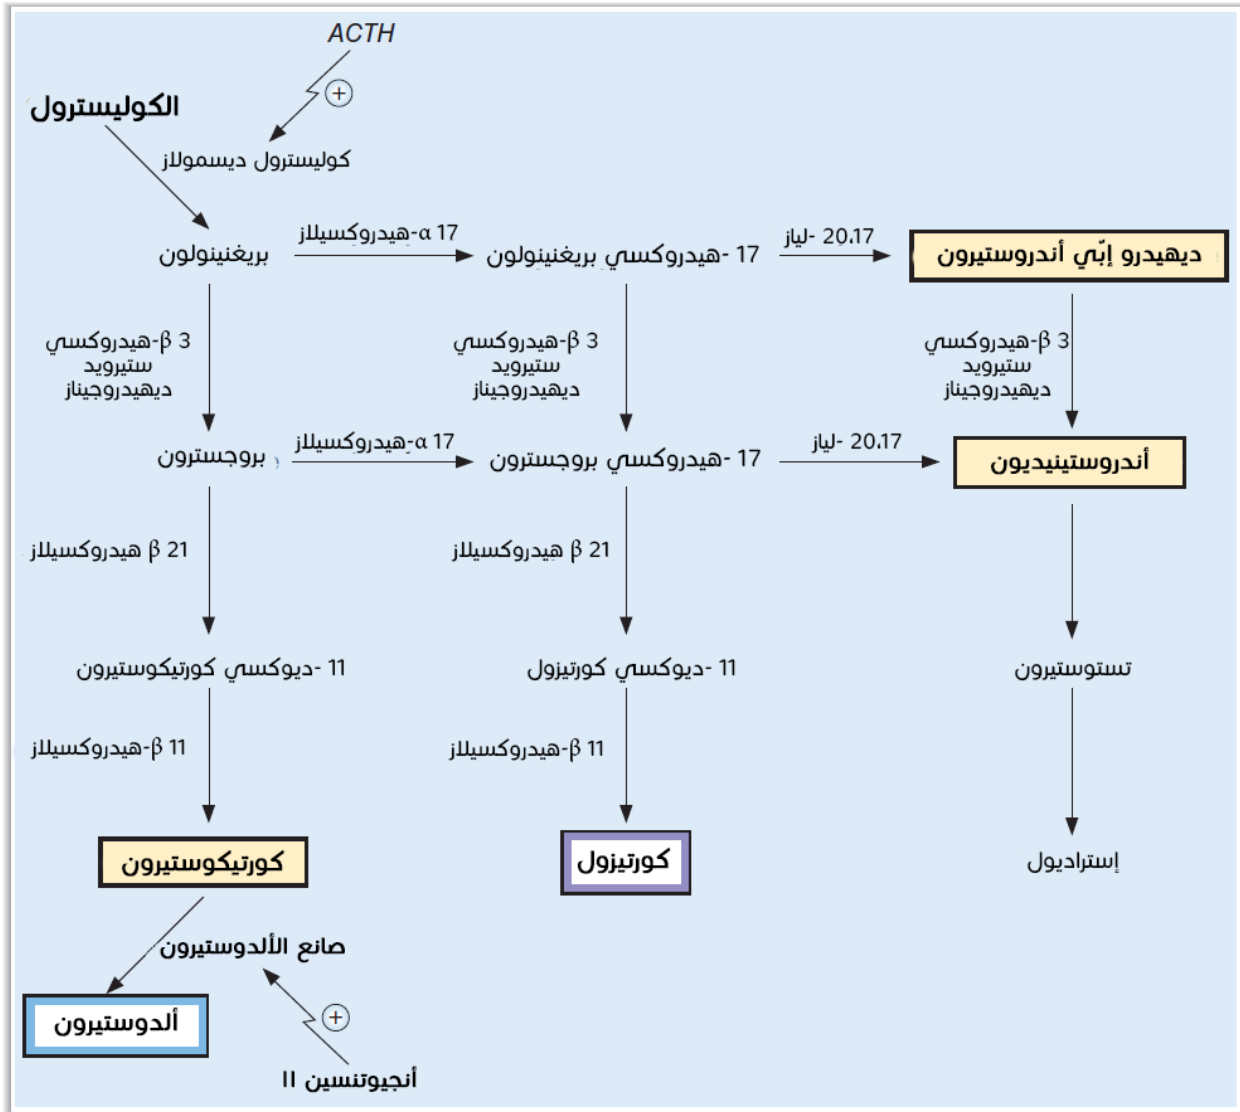 ACTH
+
الكوليسترول
كوليسترول ديسمولاز
بريغنينولون
17 α-هيدروكسيلاز
17 -هيدروكسي بريغنينولون
20،17 -لياز
ديهيدرو إبّي أندروستيرون
3 β-هيدروكسي
ستيرويد
ديهيدروجيناز
3 β-هيدروكسي
ستيرويد
ديهيدروجيناز
3 β-هيدروكسي
ستيرويد
ديهيدروجيناز
بروجسترون
17 α-هيدروكسيلاز
17 -هيدروكسي بروجسترون
20،17 -لياز
أندروستينيديون
21 β هيدروكسيلاز
21 β هيدروكسيلاز
11 -ديوكسي كورتيكوستيرون
11 -ديوكسي كورتيزول
تستوستيرون
11 β-هيدروكسيلاز
11 β-هيدروكسيلاز
كورتيكوستيرون
كورتيزول
إستراديول
صانع الألدوستيرون
ألدوستيرون
+
أنجيوتنسين II